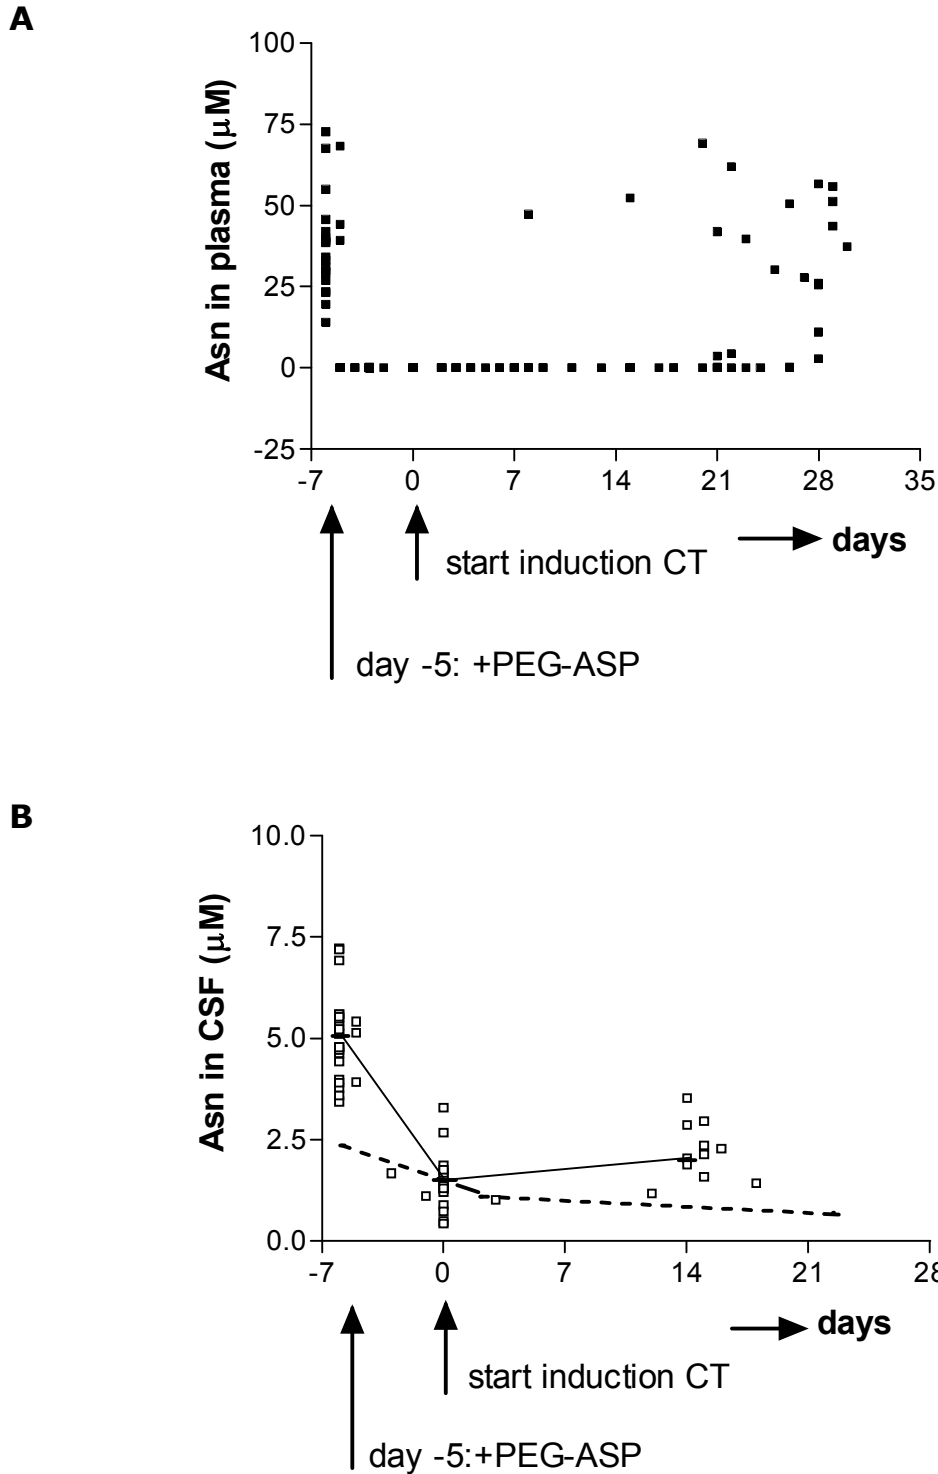 A
Asn in plasma (μM)
100
75
50
25
0
-25
-7 0 7 14 21 28 35
days
start induction CT
day -5: +PEG-ASP
B
Asn in CSF (μM)
10.0
7.5
5.0
2.5
0.0
-7 0 7 14 21 28
days
start induction CT
day -5:+PEG-ASP